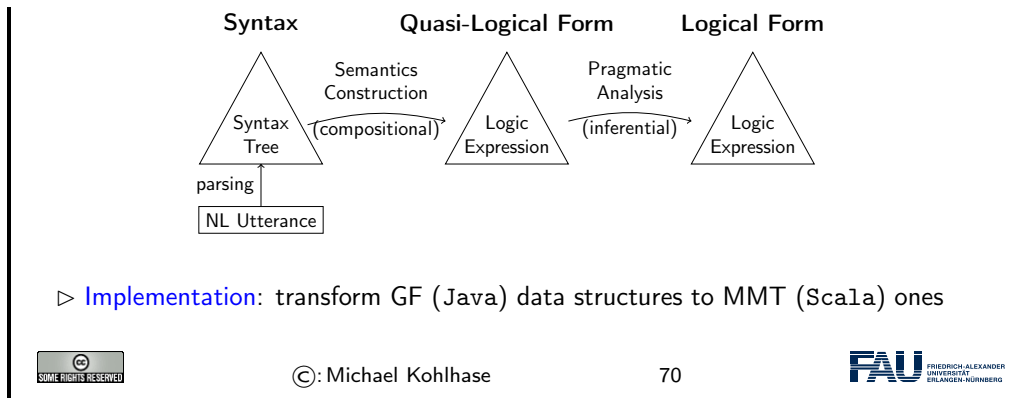 Syntax Quasi-Logical Form Logical Form
Semantics
Construction
Pragmatic
Analysis
(compositional)
(inferential)
Syntax
Tree
Logic
Expression
Logic
Expression
parsing
NL Utterance
▷ Implementation: transform GF (Java) data structures to MMT (Scala) ones
cc
SOME RIGHTS RESERVED
©: Michael Kohlhase 70
FAU
FRIEDRICH-ALEXANDER
UNIVERSITÄT
ERLANGEN-NÜRNBERG